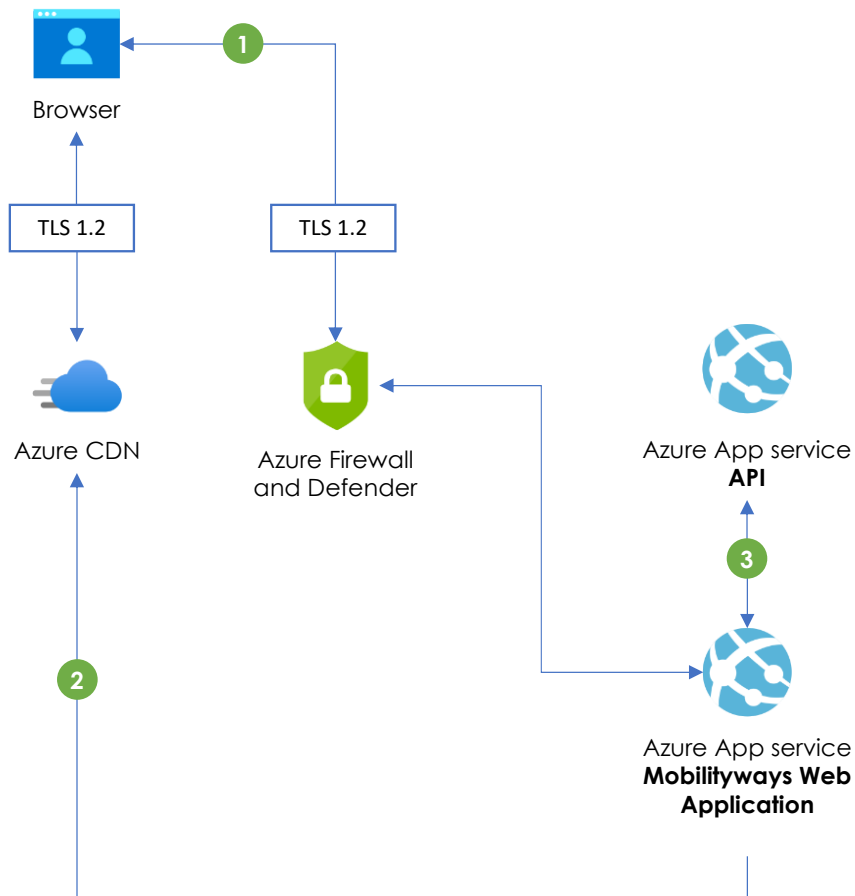 1
Browser
TLS 1.2
TLS 1.2
Azure CDN
Azure Firewall
and Defender
Azure App service
API
3
2
Azure App service
Mobilityways Web
Application